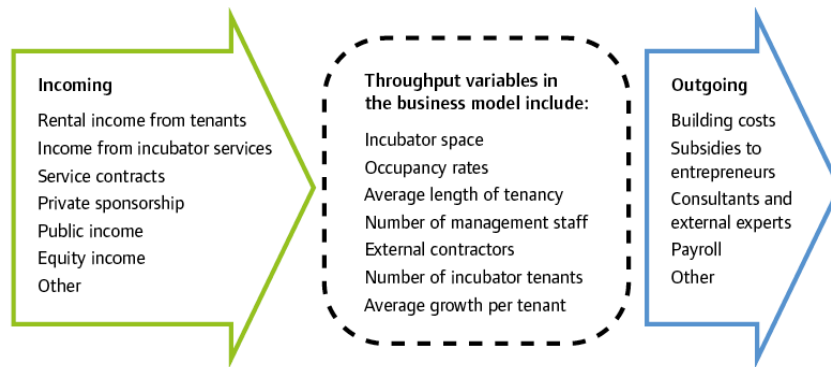 Incoming
Rental income from tenants
Income from incubator services
Service contracts
Private sponsorship
Public income
Equity income
Other
Throughput variables in
the business model include:
Incubator space
Occupancy rates
Average length of tenancy
Number of management staff
External contractors
Number of incubator tenants
Average growth per tenant
Outgoing
Building costs
Subsidies to
entrepreneurs
Consultants and
external experts
Payroll
Other